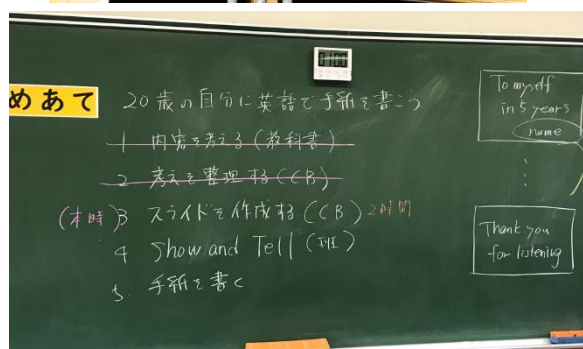 めあて 20歳の自分に英語で手紙を書こう
1 内容を考える(教科書)
2 考えを整理する(CB)
(本時)3 スライドを作成する(CB)2時間
4 Show and Tell(班)
5. 手紙を書く
To myself
in 5 years
name
Thank you
for listening